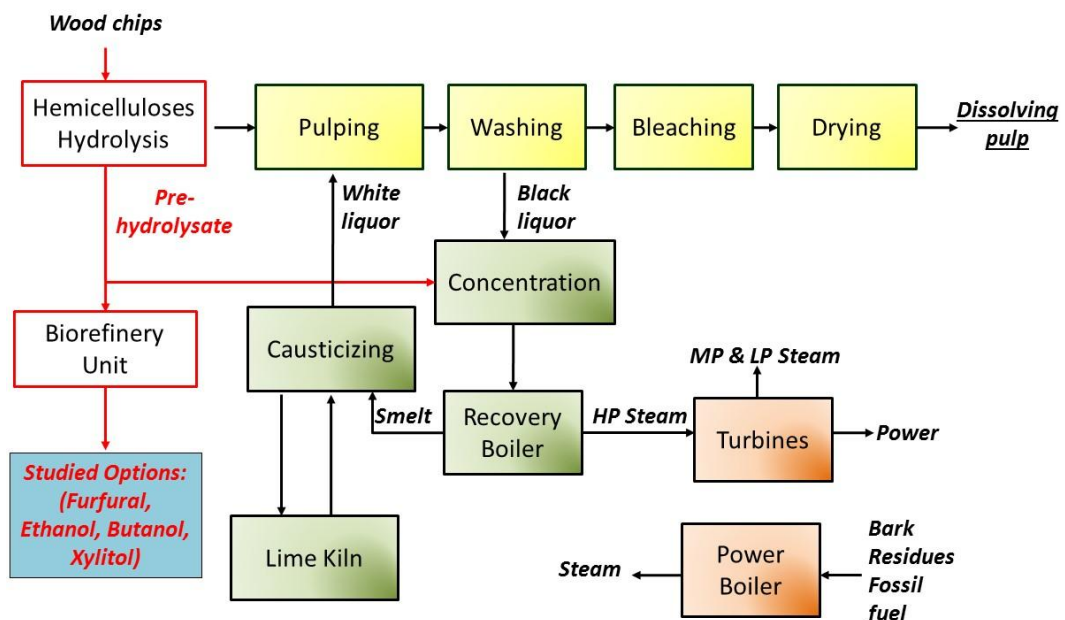 Wood chips
Hemicelluloses
Hydrolysis
Pulping
Washing
Bleaching
Drying
Dissolving
pulp
Pre-
hydrolysate
White
liquor
Black
liquor
Concentration
Biorefinery
Unit
Causticizing
MP & LP Steam
Smelt
Recovery
Boiler
HP Steam
Turbines
Power
Studied Options:
(Furfural,
Ethanol, Butanol,
Xylitol)
Lime Kiln
Steam
Power
Boiler
Bark
Residues
Fossil
fuel